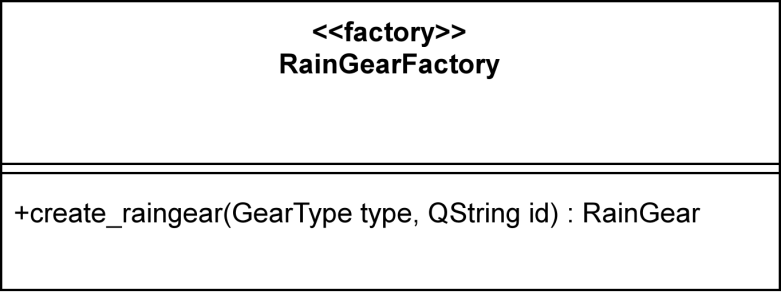 <<factory>>
RainGearFactory
+create_raingear(GearType type, QString id) : RainGear